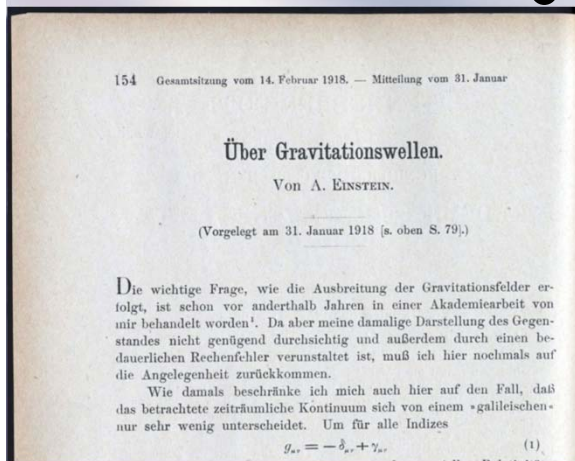 154 Gesamtsitzung vom 14. Februar 1918. — Mitteilung vom 31. Januar
Über Gravitationswellen.
Von A. Einstein.
(Vorgelegt am 31. Januar 1918 [s. oben S. 79].)
Die wichtige Frage, wie die Ausbreitung der Gravitationsfelder er-
folgt, ist schon vor anderthalb Jahren in einer Akademiearbeit von
mir behandelt worden¹. Da aber meine damalige Darstellung des Gegen-
standes nicht genügend durchsichtig und außerdem durch einen be-
dauerlichen Rechenfehler verunstaltet ist, muß ich hier nochmals auf
die Angelegenheit zurückkommen.
Wie damals beschränke ich mich auch hier auf den Fall, daß
das betrachtete zeiträumliche Kontinuum sich von einem »galileischen«
nur sehr wenig unterscheidet. Um für alle Indizes
gμν = — δμν + γμν (1)